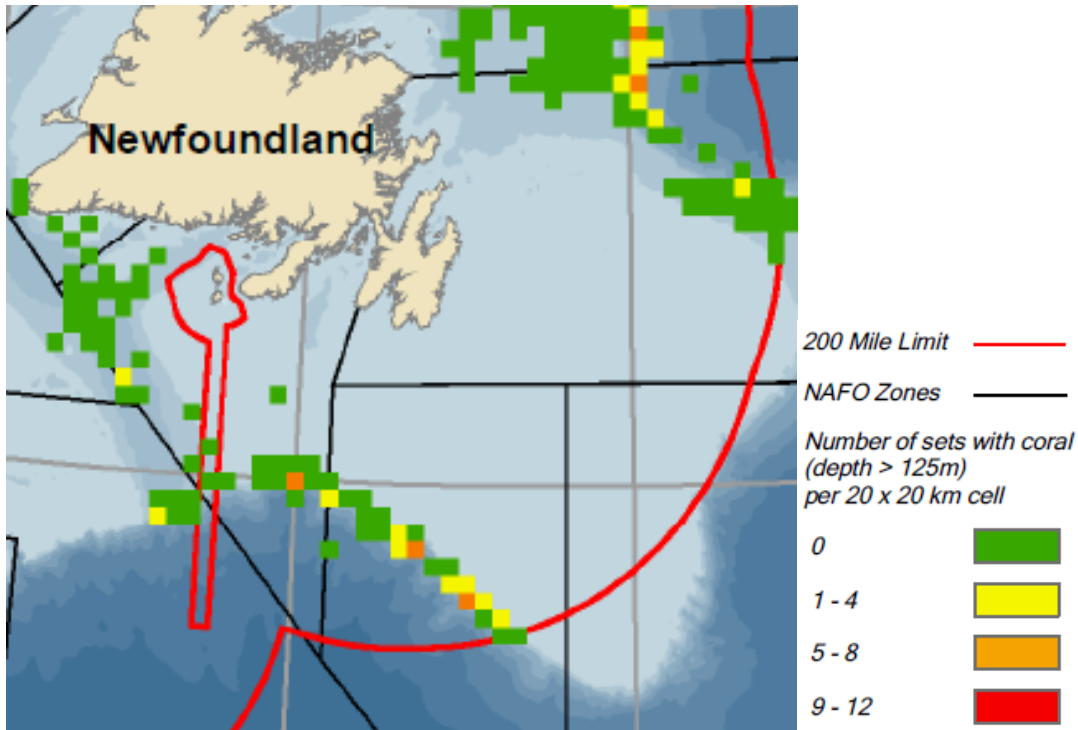 Newfoundland
200 Mile Limit
NAFO Zones
Number of sets with coral
(depth > 125m)
per 20 x 20 km cell
0
1 - 4
5 - 8
9 - 12